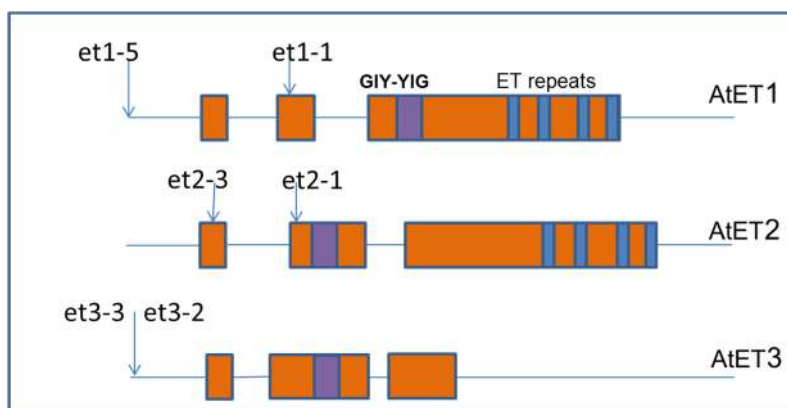 et1-5 et1-1
GIY-YIG ET repeats
AtET1
et2-3 et2-1
AtET2
et3-3 et3-2
AtET3